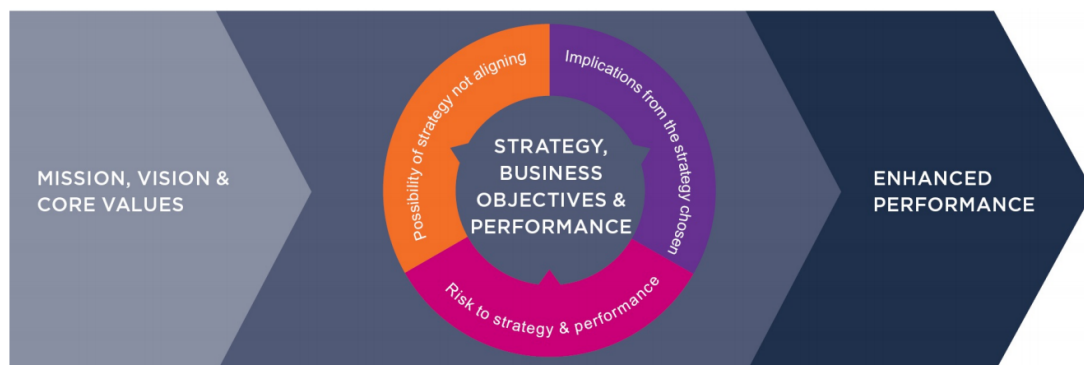 MISSION, VISION &
CORE VALUES
Possibility of strategy not aligning
Implications from the strategy chosen
STRATEGY,
BUSINESS
OBJECTIVES &
PERFORMANCE
Risk to strategy & performance
ENHANCED
PERFORMANCE